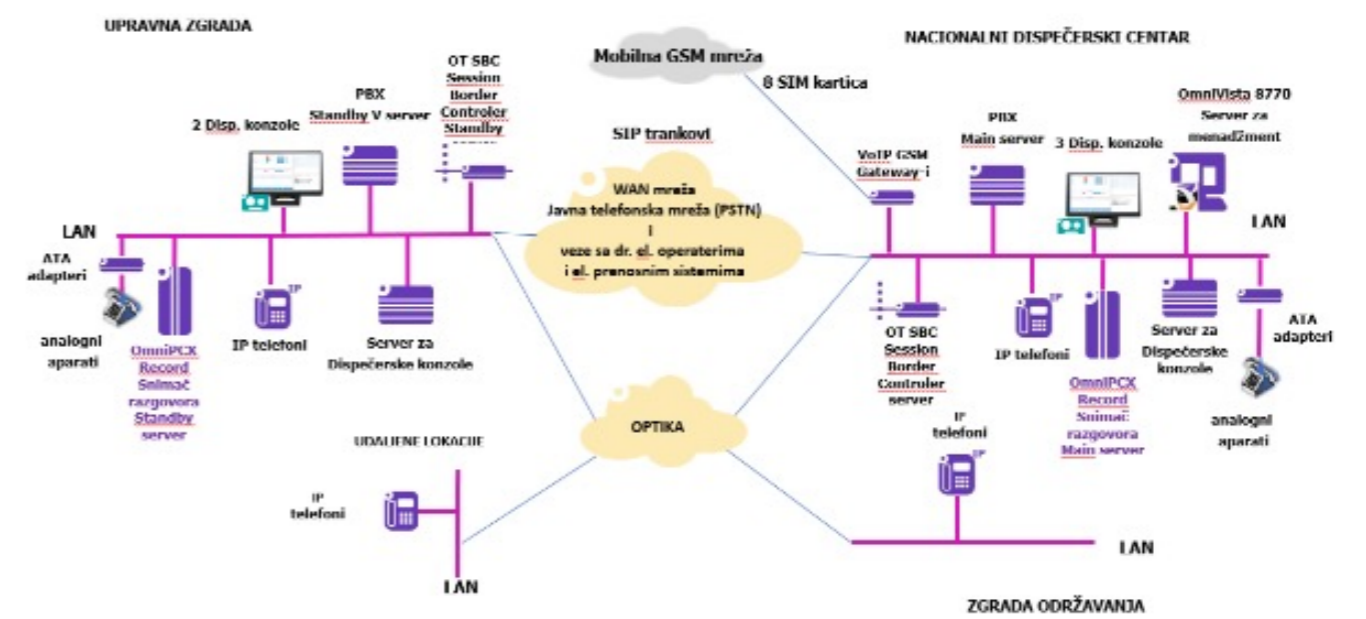 UPRAVNA ZGRADA
2 Disp. konzole
PBX
Standby V server
OT SBC
Session
Border
Controler
Standby
LAN
ATA
adapteri
analogni
aparati
OmniPCX
Record
Snimač
razgovora
Standby
server
IP
IP telefoni
Server za
Dispečerske konzole
Mobilna GSM mreža
8 SIM kartica
SIP trankovi
WAN mreža
Javna telefonska mreža (PSTN)
i
veze sa dr. el. operaterima
i el. prenosnim sistemima
OPTIKA
NACIONALNI DISPEČERSKI CENTAR
VoIP GSM
Gateway-i
PBX
Main server
3 Disp. konzole
OmniVista 8770
Server za
menadžment
LAN
OT SBC
Session
Border
Controler
server
IP
IP telefoni
OmniPCX
Record
Snimač
razgovora
Main server
Server za
Dispečerske
konzole
ATA
adapteri
analogni
aparati
UDALJENE LOKACIJE
IP
telefoni
LAN
IP
telefoni
IP
LAN
ZGRADA ODRŽAVANJA